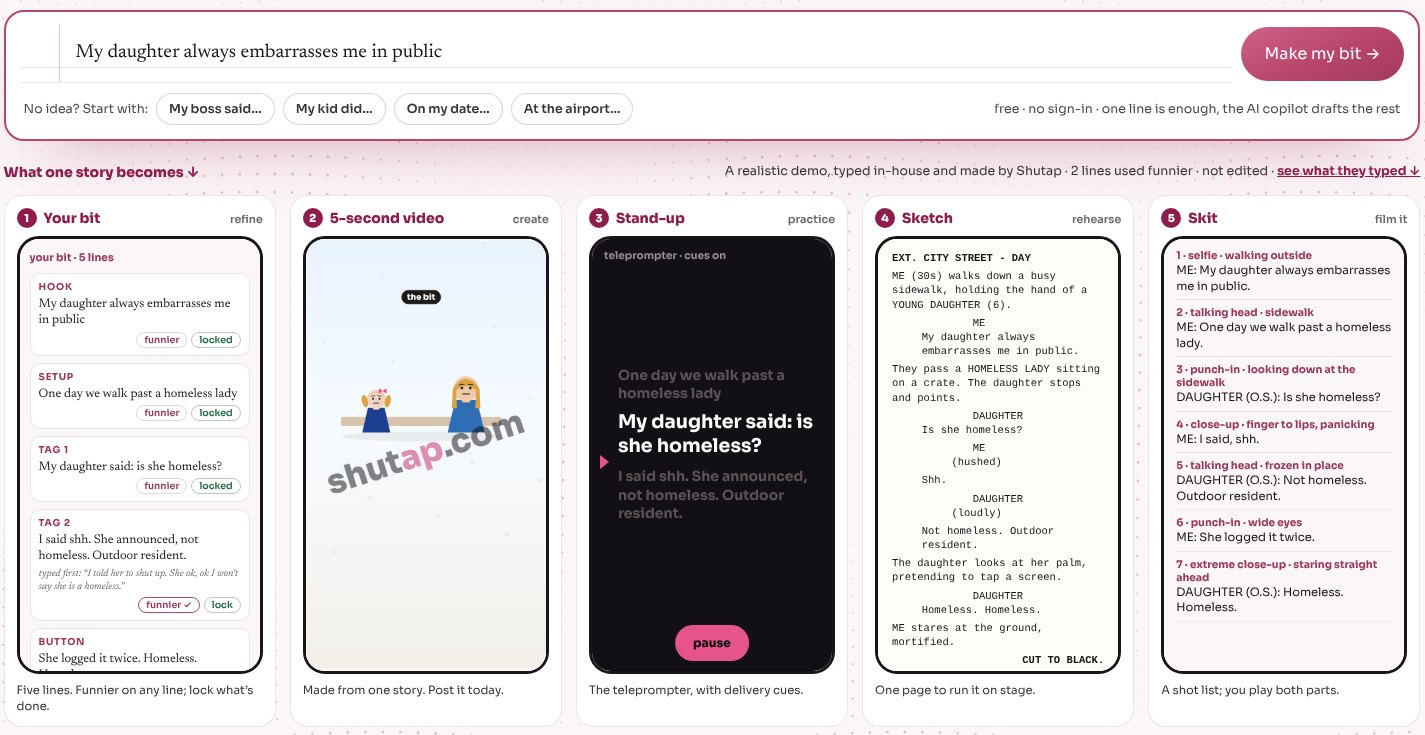 My daughter always embarrasses me in public
Make my bit →
No idea? Start with: My boss said... My kid did... On my date... At the airport...
free · no sign-in · one line is enough, the AI copilot drafts the rest
What one story becomes ↓
A realistic demo, typed in-house and made by Shutap · 2 lines used funnier · not edited · see what they typed ↓
1 Your bit refine
your bit · 5 lines
HOOK
My daughter always embarrasses me
in public
funnier locked
SETUP
One day we walk past a homeless lady
funnier locked
TAG 1
My daughter said: is she homeless?
funnier locked
TAG 2
I said shh. She announced, not
homeless. Outdoor resident.
typed first: “I told her to shut up. She ok, ok I won't
say she is a homeless.”
funnier ✓ lock
BUTTON
She logged it twice. Homeless.
Five lines. Funnier on any line; lock what's
done.
2 5-second video create
the bit
shutap.com
Made from one story. Post it today.
3 Stand-up practice
teleprompter · cues on
One day we walk past a
homeless lady
My daughter said: is
she homeless?
I said shh. She announced,
not homeless. Outdoor
resident.
pause
The teleprompter, with delivery cues.
4 Sketch rehearse
EXT. CITY STREET - DAY
ME (30s) walks down a busy
sidewalk, holding the hand of a
YOUNG DAUGHTER (6).
ME
My daughter always
embarrasses me in public.
They pass a HOMELESS LADY sitting
on a crate. The daughter stops
and points.
DAUGHTER
Is she homeless?
ME
(hushed)
Shh.
DAUGHTER
(loudly)
Not homeless. Outdoor
resident.
The daughter looks at her palm,
pretending to tap a screen.
DAUGHTER
Homeless. Homeless.
ME stares at the ground,
mortified.
CUT TO BLACK.
One page to run it on stage.
5 Skit film it
1 · selfie · walking outside
ME: My daughter always embarrasses
me in public.
2 · talking head · sidewalk
ME: One day we walk past a homeless
lady.
3 · punch-in · looking down at the
sidewalk
DAUGHTER (O.S.): Is she homeless?
4 · close-up · finger to lips, panicking
ME: I said, shh.
5 · talking head · frozen in place
DAUGHTER (O.S.): Not homeless.
Outdoor resident.
6 · punch-in · wide eyes
ME: She logged it twice.
7 · extreme close-up · staring straight
ahead
DAUGHTER (O.S.): Homeless.
Homeless.
A shot list; you play both parts.